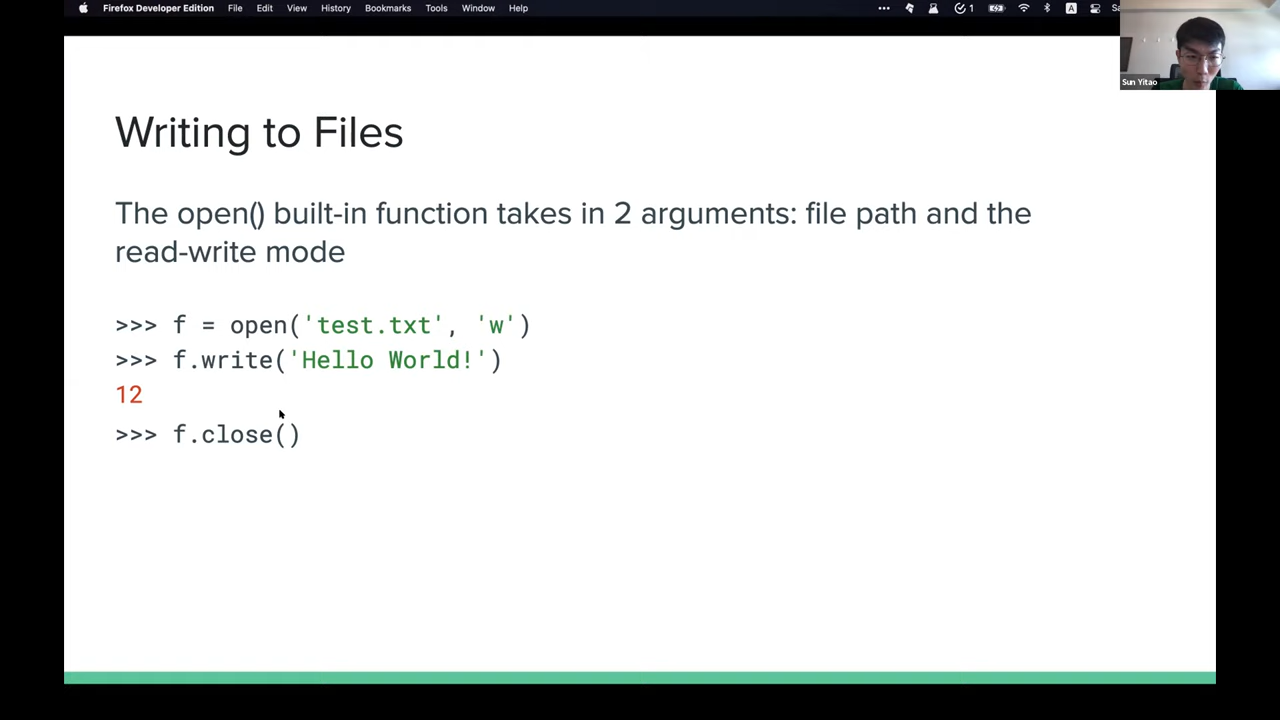 Firefox Developer Edition File Edit View History Bookmarks Tools Window Help 1 A
Sun Yitao
Writing to Files
The open() built-in function takes in 2 arguments: file path and the
read-write mode
>>> f = open('test.txt', 'w')
>>> f.write('Hello World!')
12
>>> f.close()